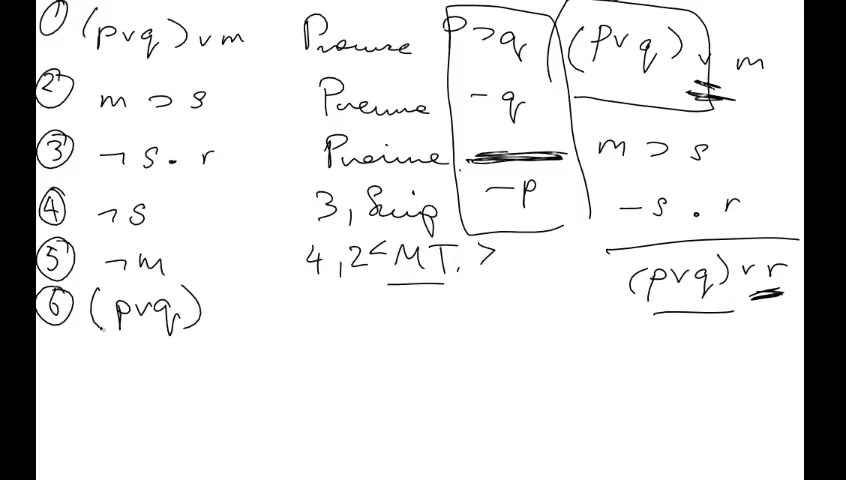 ① (p v q) v m Premise p ⊃ q (p v q) v m
② m ⊃ s Premise - q
③ ¬ s . r Premise m ⊃ s
④ ¬ s 3, Simp - p - s . r
⑤ ¬ m 4, 2 < MT. >
⑥ (p v q) (p v q) v r